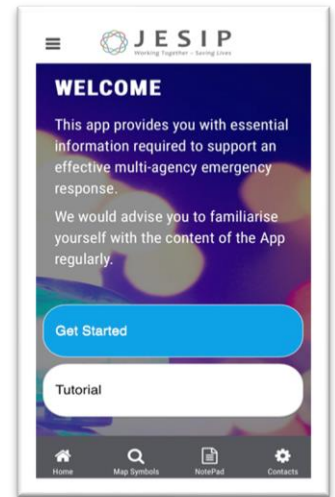 JESIP
Working Together – Saving Lives
WELCOME
This app provides you with essential
information required to support an
effective multi-agency emergency
response.
We would advise you to familiarise
yourself with the content of the App
regularly.
Get Started
Tutorial
Home Map Symbols NotePad Contacts